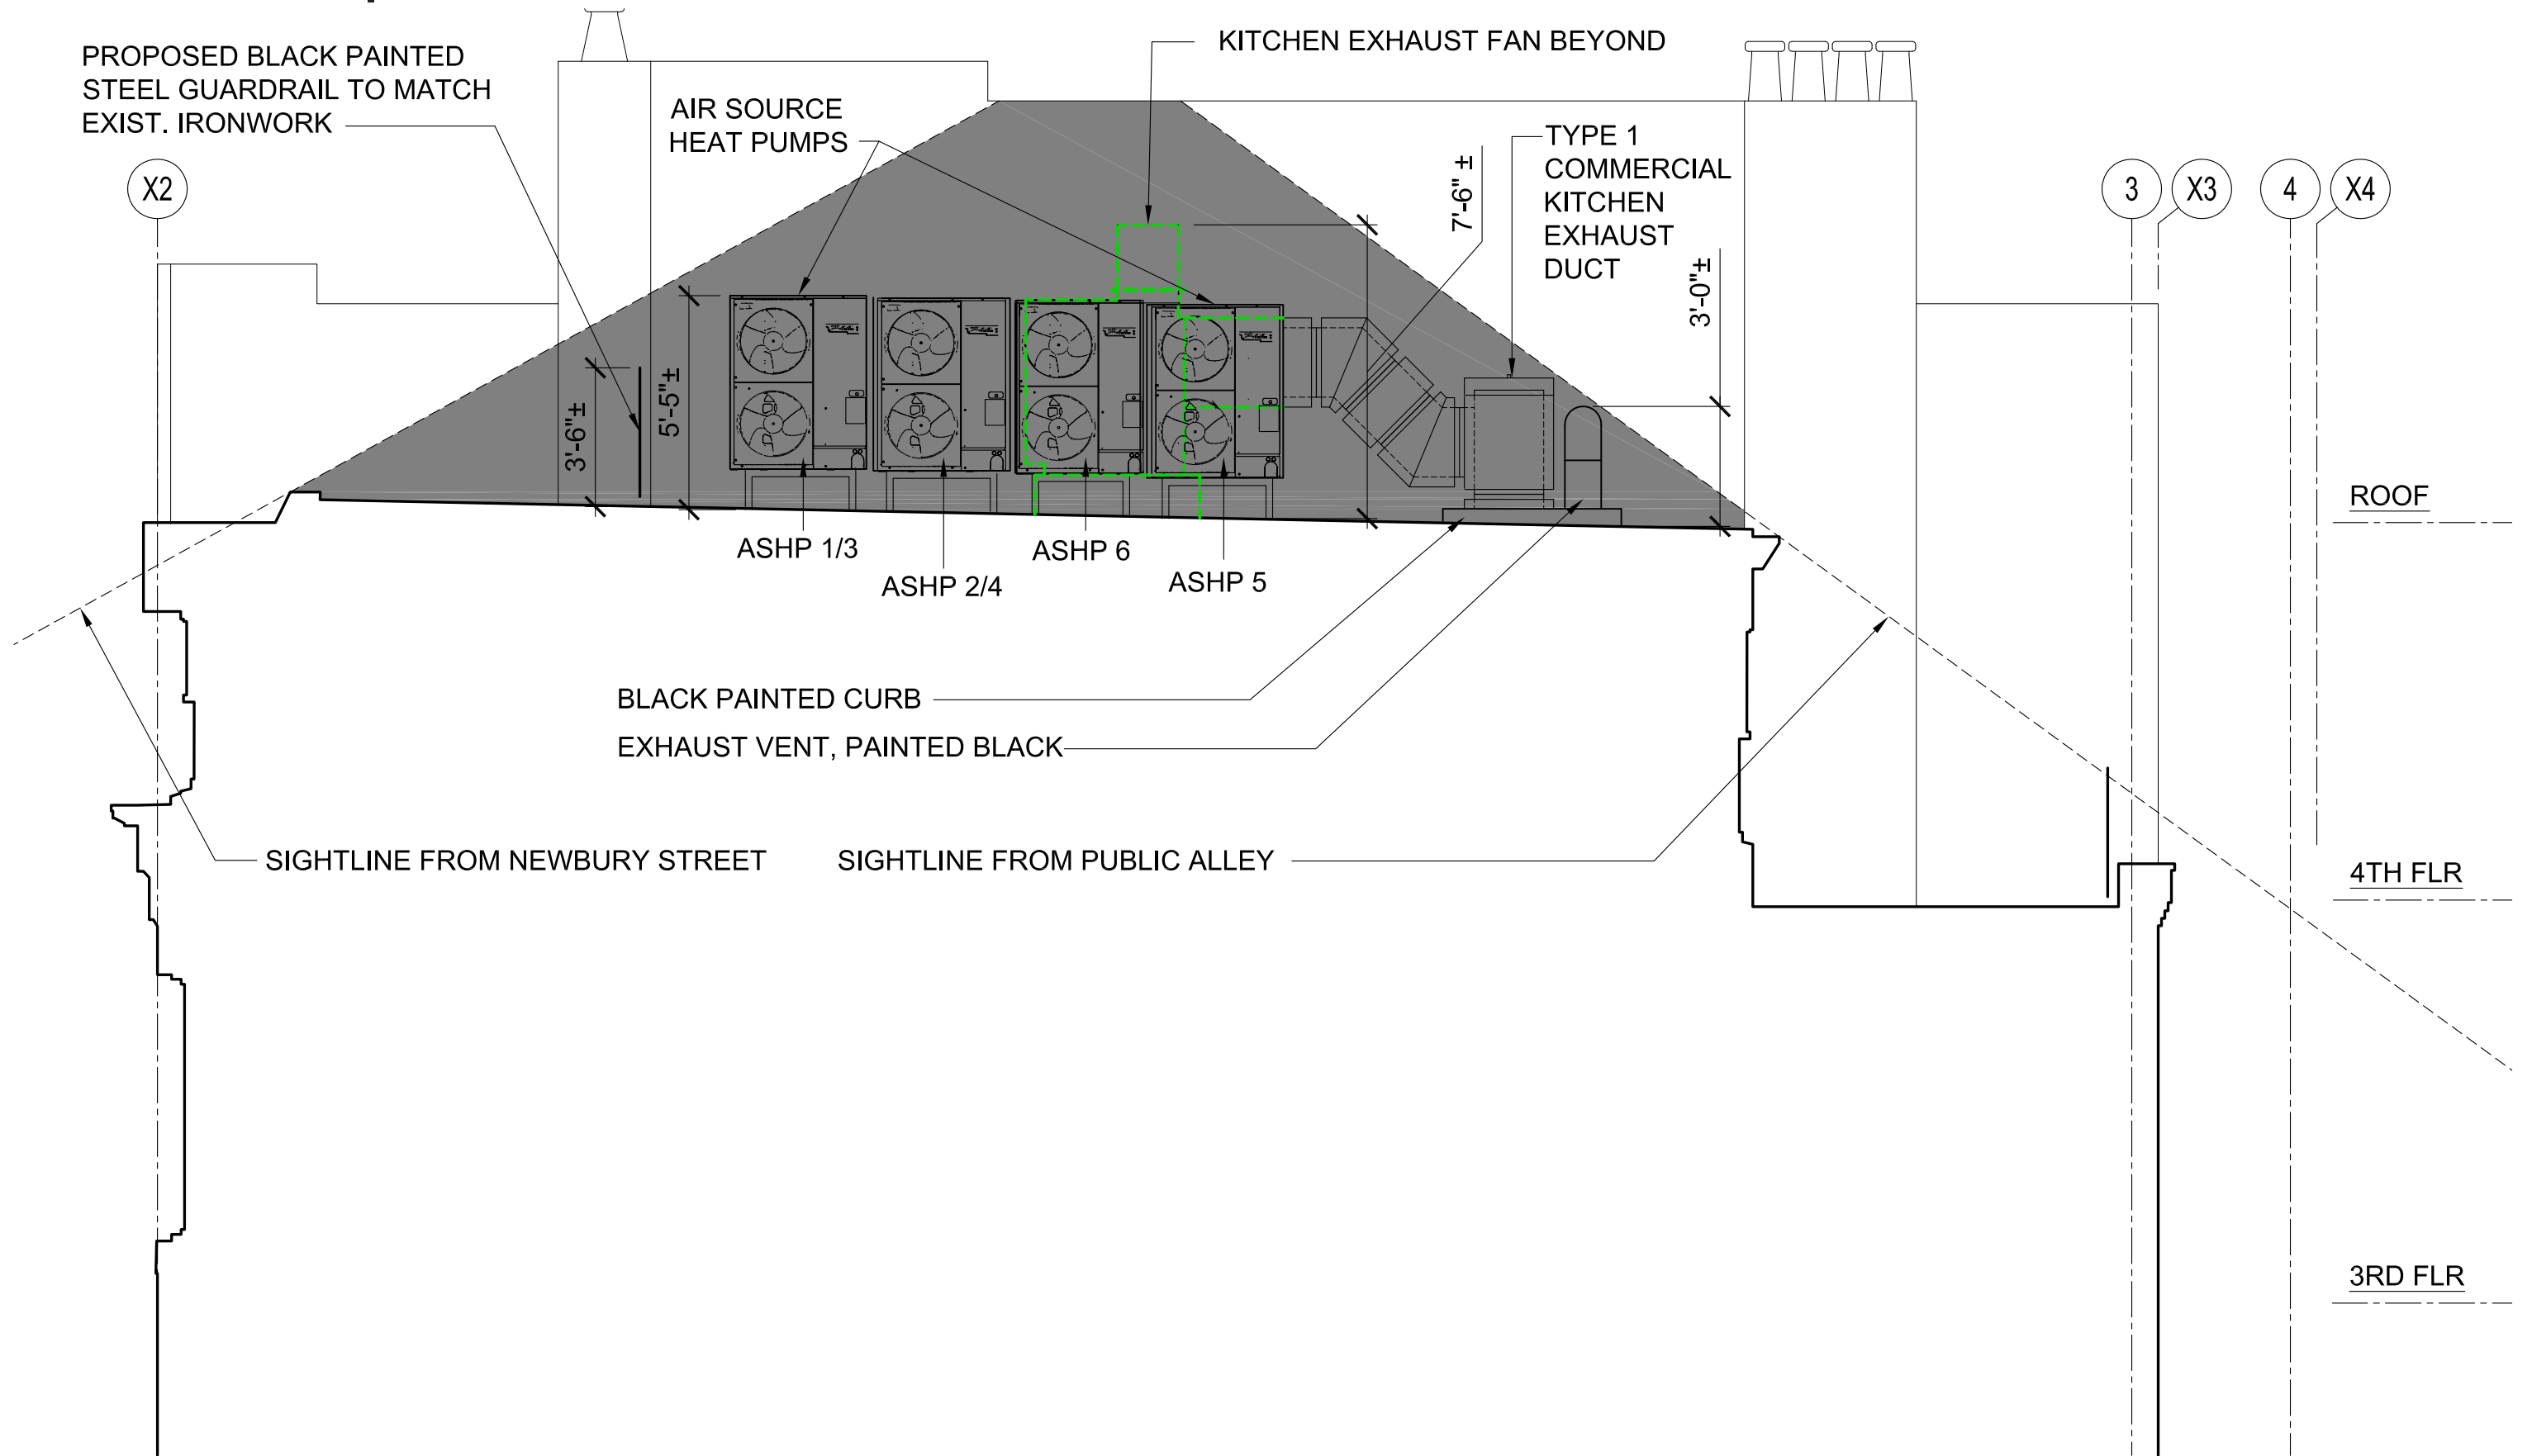 PROPOSED BLACK PAINTED
STEEL GUARDRAIL TO MATCH
EXIST. IRONWORK
KITCHEN EXHAUST FAN BEYOND
AIR SOURCE
HEAT PUMPS
TYPE 1
COMMERCIAL
KITCHEN
EXHAUST
DUCT
7'-6" ±
3'-0"±
X2
3
X3
4
X4
3'-6"±
5'-5"±
ROOF
ASHP 1/3
ASHP 2/4
ASHP 6
ASHP 5
BLACK PAINTED CURB
EXHAUST VENT, PAINTED BLACK
SIGHTLINE FROM NEWBURY STREET
SIGHTLINE FROM PUBLIC ALLEY
4TH FLR
3RD FLR